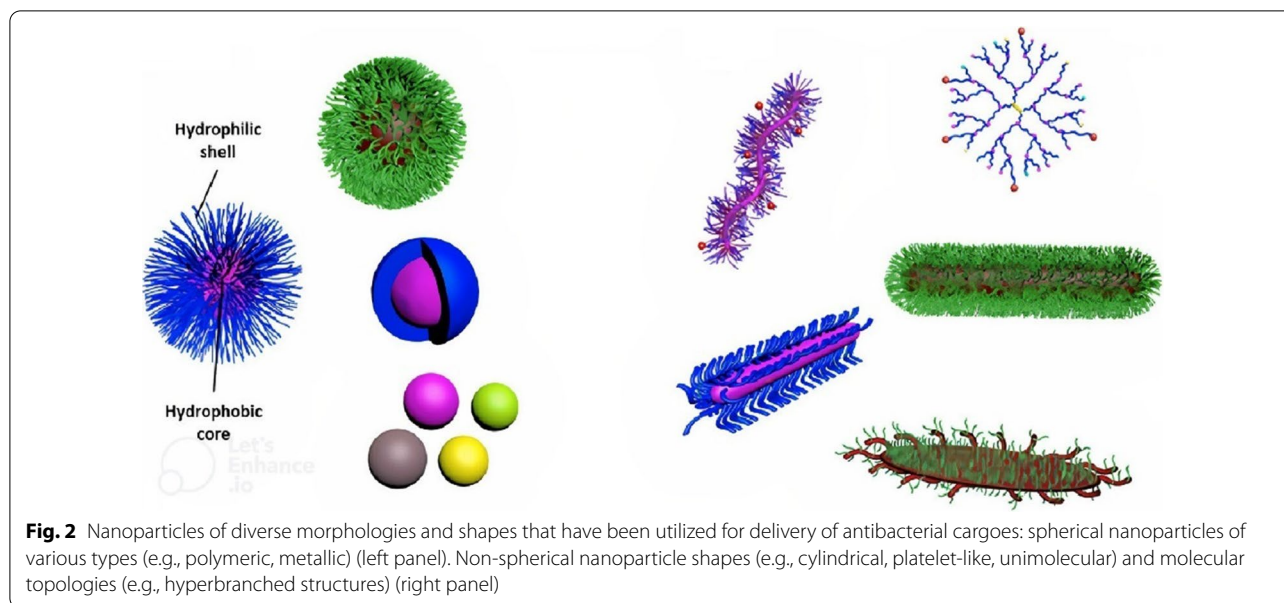 Hydrophilic
shell
Hydrophobic
core
Let's
Enhance
.io
Fig. 2 Nanoparticles of diverse morphologies and shapes that have been utilized for delivery of antibacterial cargoes: spherical nanoparticles of
various types (e.g., polymeric, metallic) (left panel). Non-spherical nanoparticle shapes (e.g., cylindrical, platelet-like, unimolecular) and molecular
topologies (e.g., hyperbranched structures) (right panel)